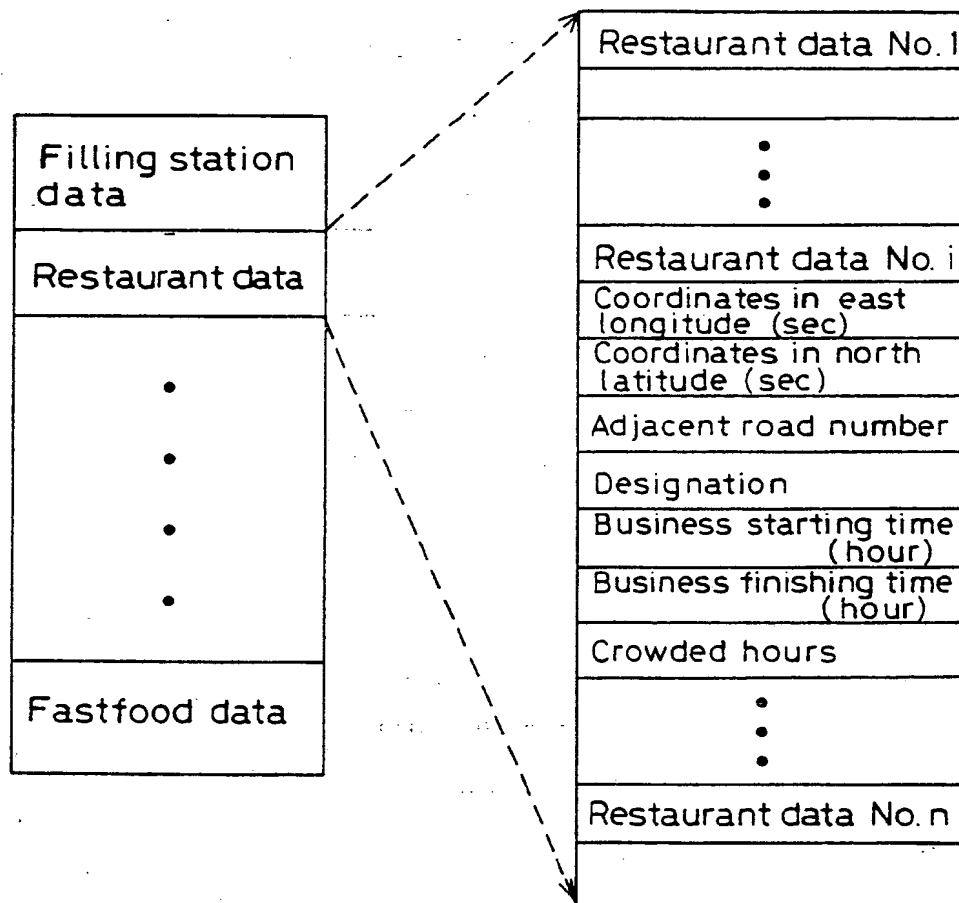 Filling station
data
Restaurant data
Fastfood data
Restaurant data No. 1
Restaurant data No. i
Coordinates in east
longitude (sec)
Coordinates in north
latitude (sec)
Adjacent road number
Designation
Business starting time
(hour)
Business finishing time
(hour)
Crowded hours
Restaurant data No. n